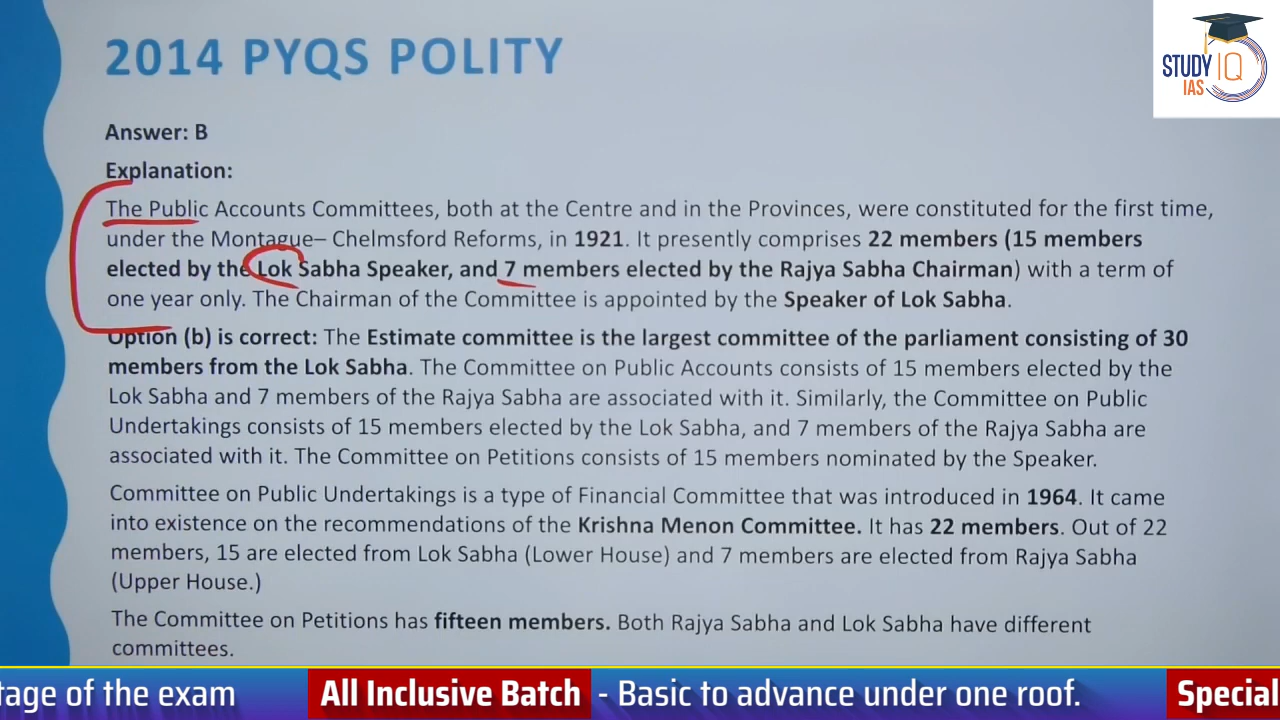 2014 PYQS POLITY
STUDY IQ
IAS
Answer: B
Explanation:
The Public Accounts Committees, both at the Centre and in the Provinces, were constituted for the first time,
under the Montague– Chelmsford Reforms, in 1921. It presently comprises 22 members (15 members
elected by the Lok Sabha Speaker, and 7 members elected by the Rajya Sabha Chairman) with a term of
one year only. The Chairman of the Committee is appointed by the Speaker of Lok Sabha.
Option (b) is correct: The Estimate committee is the largest committee of the parliament consisting of 30
members from the Lok Sabha. The Committee on Public Accounts consists of 15 members elected by the
Lok Sabha and 7 members of the Rajya Sabha are associated with it. Similarly, the Committee on Public
Undertakings consists of 15 members elected by the Lok Sabha, and 7 members of the Rajya Sabha are
associated with it. The Committee on Petitions consists of 15 members nominated by the Speaker.
Committee on Public Undertakings is a type of Financial Committee that was introduced in 1964. It came
into existence on the recommendations of the Krishna Menon Committee. It has 22 members. Out of 22
members, 15 are elected from Lok Sabha (Lower House) and 7 members are elected from Rajya Sabha
(Upper House.)
The Committee on Petitions has fifteen members. Both Rajya Sabha and Lok Sabha have different
committees.
tage of the exam All Inclusive Batch - Basic to advance under one roof. Special